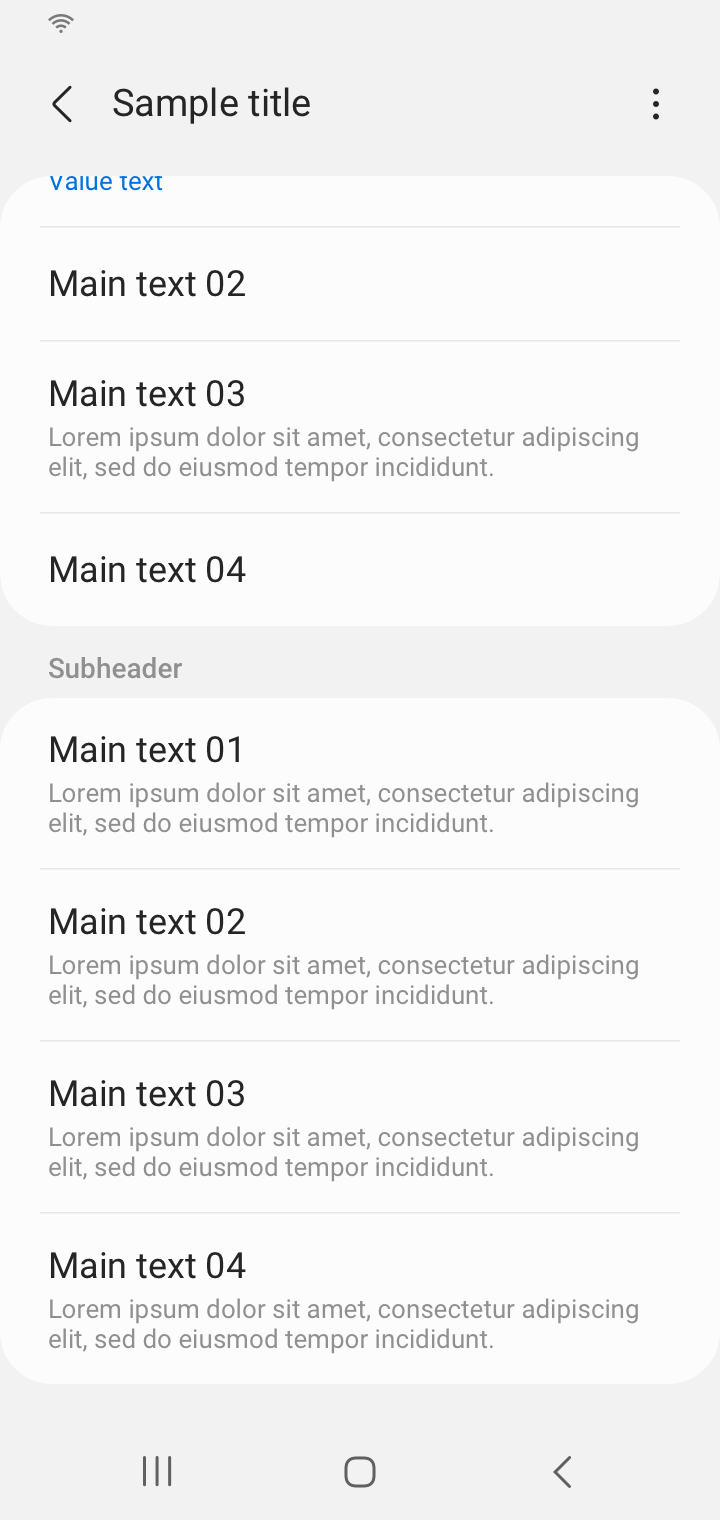 Sample title
Value text
Main text 02
Main text 03
Lorem ipsum dolor sit amet, consectetur adipiscing
elit, sed do eiusmod tempor incididunt.
Main text 04
Subheader
Main text 01
Lorem ipsum dolor sit amet, consectetur adipiscing
elit, sed do eiusmod tempor incididunt.
Main text 02
Lorem ipsum dolor sit amet, consectetur adipiscing
elit, sed do eiusmod tempor incididunt.
Main text 03
Lorem ipsum dolor sit amet, consectetur adipiscing
elit, sed do eiusmod tempor incididunt.
Main text 04
Lorem ipsum dolor sit amet, consectetur adipiscing
elit, sed do eiusmod tempor incididunt.